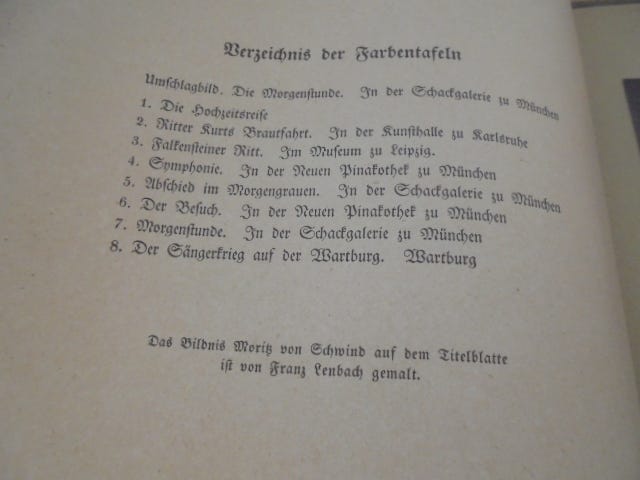 Verzeichnis der Farbentafeln
Umschlagbild. Die Morgenstunde. In der Schackgalerie zu München
1. Die Hochzeitsreise
2. Ritter Kurts Brautfahrt. In der Kunsthalle zu Karlsruhe
3. Falkensteiner Ritt. Im Museum zu Leipzig.
4. Symphonie. In der Neuen Pinakothek zu München
5. Abschied im Morgengrauen. In der Schackgalerie zu München
6. Der Besuch. In der Neuen Pinakothek zu München
7. Morgenstunde. In der Schackgalerie zu München
8. Der Sängerkrieg auf der Wartburg. Wartburg
Das Bildnis Moritz von Schwind auf dem Titelblatte
ist von Franz Lenbach gemalt.